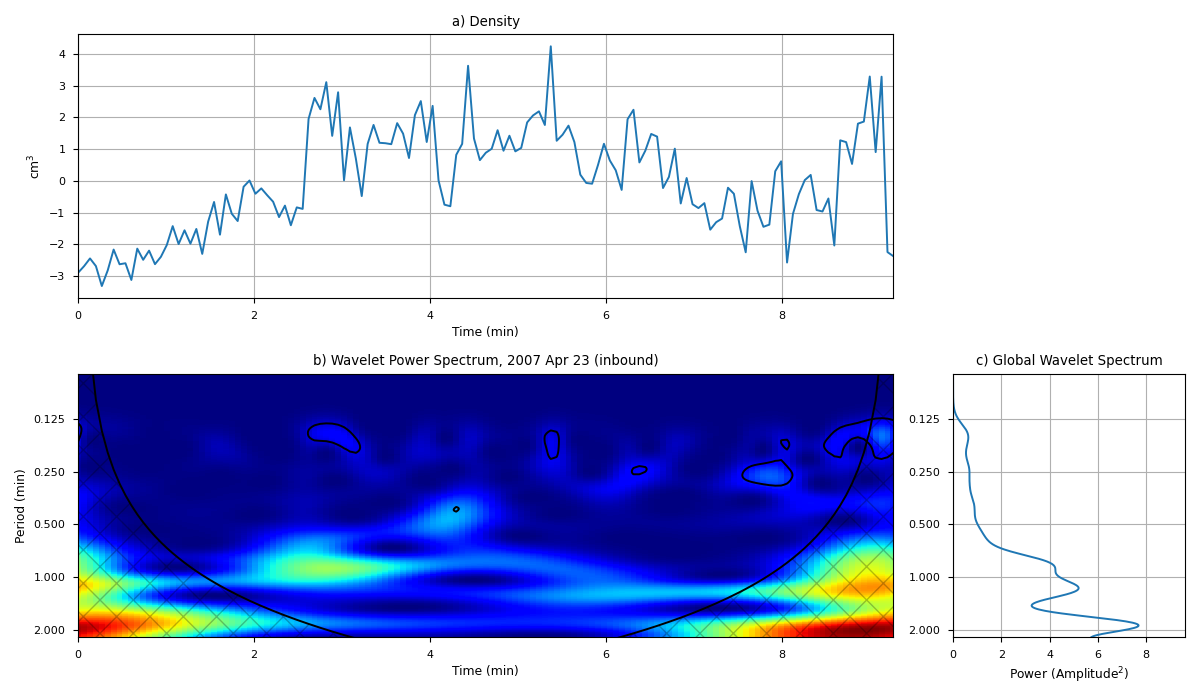 a) Density
cm³
4
3
2
1
0
−1
−2
−3
0 2 4 6 8
Time (min)
b) Wavelet Power Spectrum, 2007 Apr 23 (inbound)
Period (min)
0.125
0.250
0.500
1.000
2.000
0 2 4 6 8
Time (min)
c) Global Wavelet Spectrum
0.125
0.250
0.500
1.000
2.000
0 2 4 6 8
Power (Amplitude²)